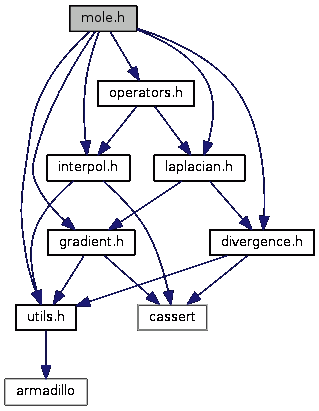 mole.h
operators.h
interpol.h
laplacian.h
gradient.h
divergence.h
utils.h
cassert
armadillo